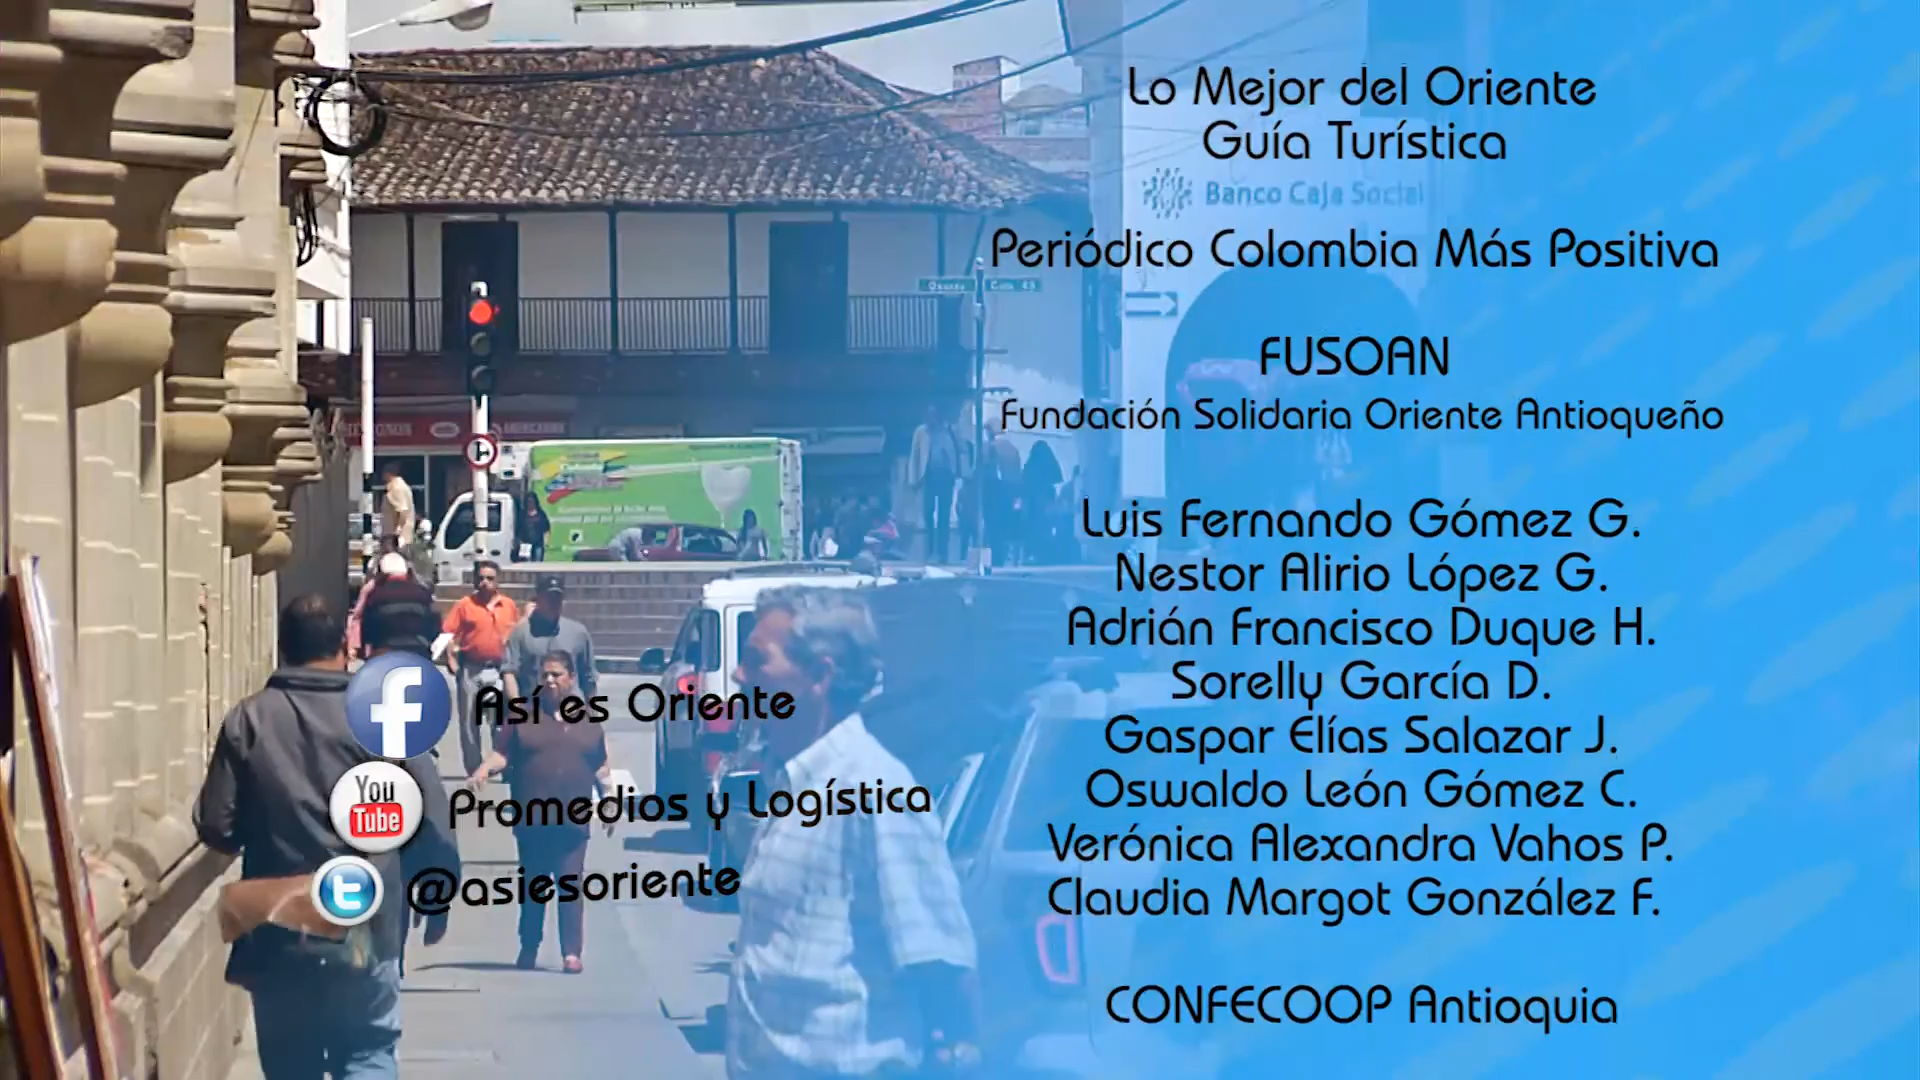 Lo Mejor del Oriente
Guía Turística
Banco Caja Social
Periódico Colombia Más Positiva
FUSOAN
Fundación Solidaria Oriente Antioqueño
Luis Fernando Gómez G.
Nestor Alirio López G.
Adrián Francisco Duque H.
Sorelly García D.
Gaspar Elías Salazar J.
Oswaldo León Gómez C.
Verónica Alexandra Vahos P.
Claudia Margot González F.
CONFECOOP Antioquia
Así es Oriente
You
Tube
Promedios y Logística
@asiesoriente